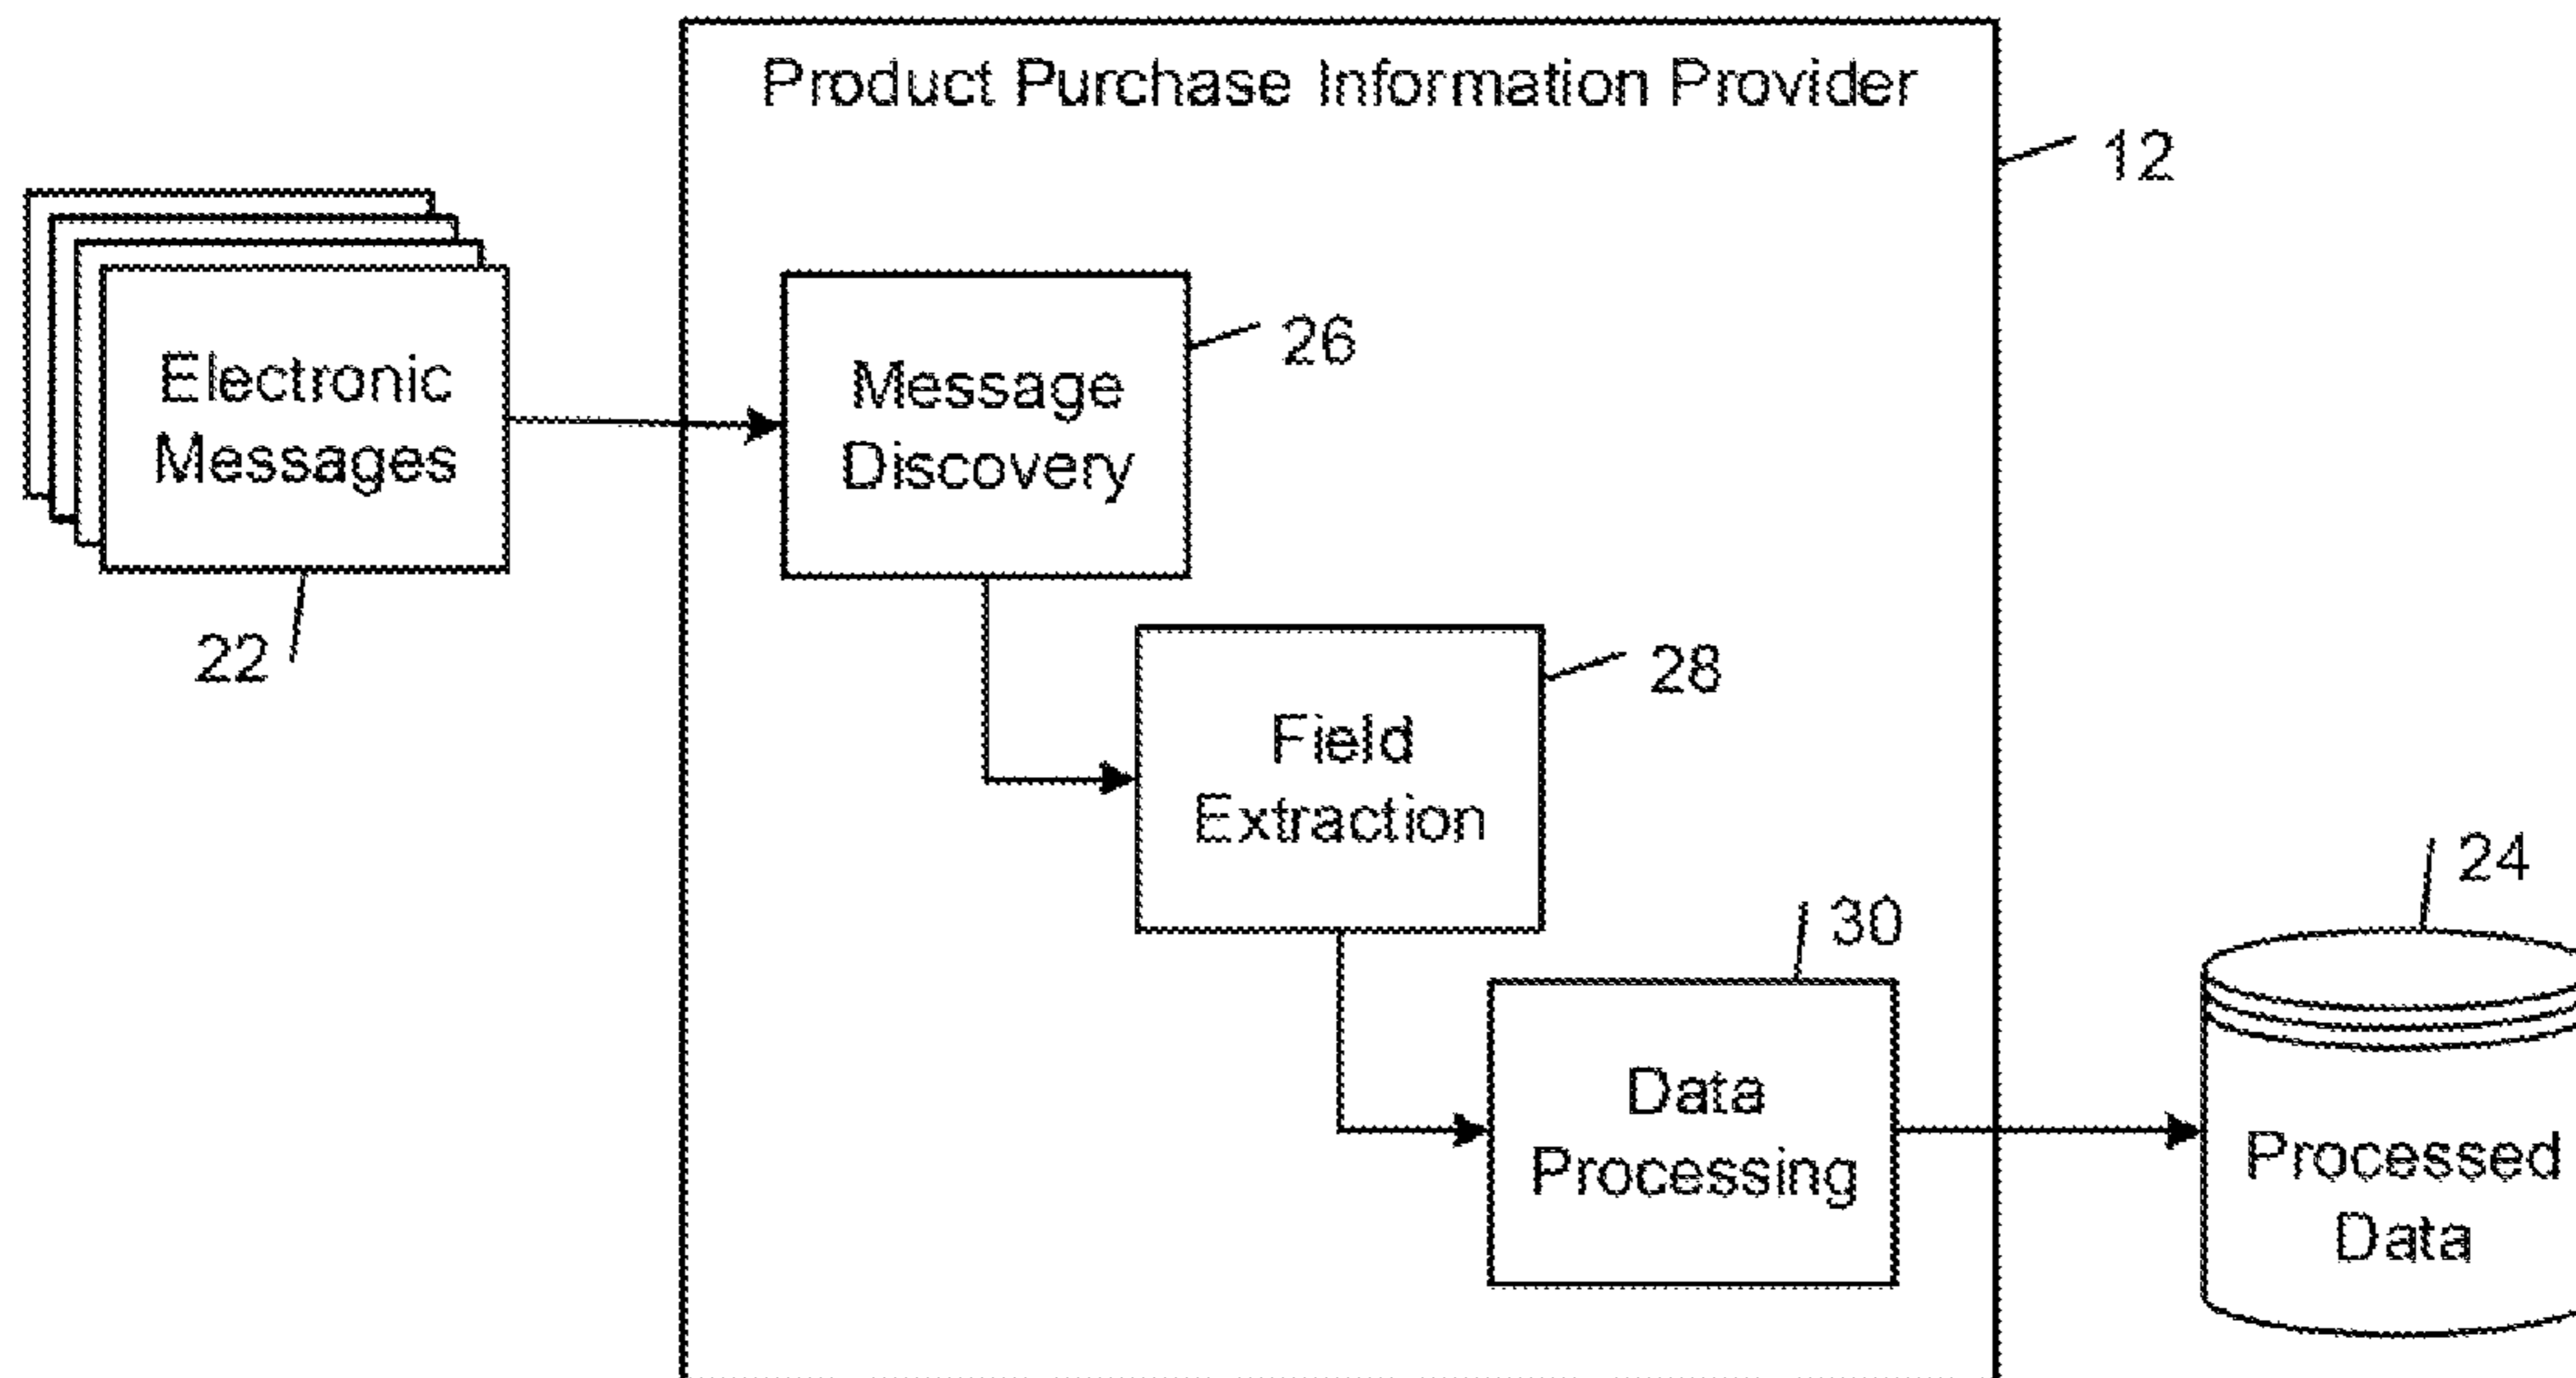 Product Purchase Information Provider
12
Electronic
Messages
22
Message
Discovery
26
Field
Extraction
28
Data
Processing
30
Processed
Data
24